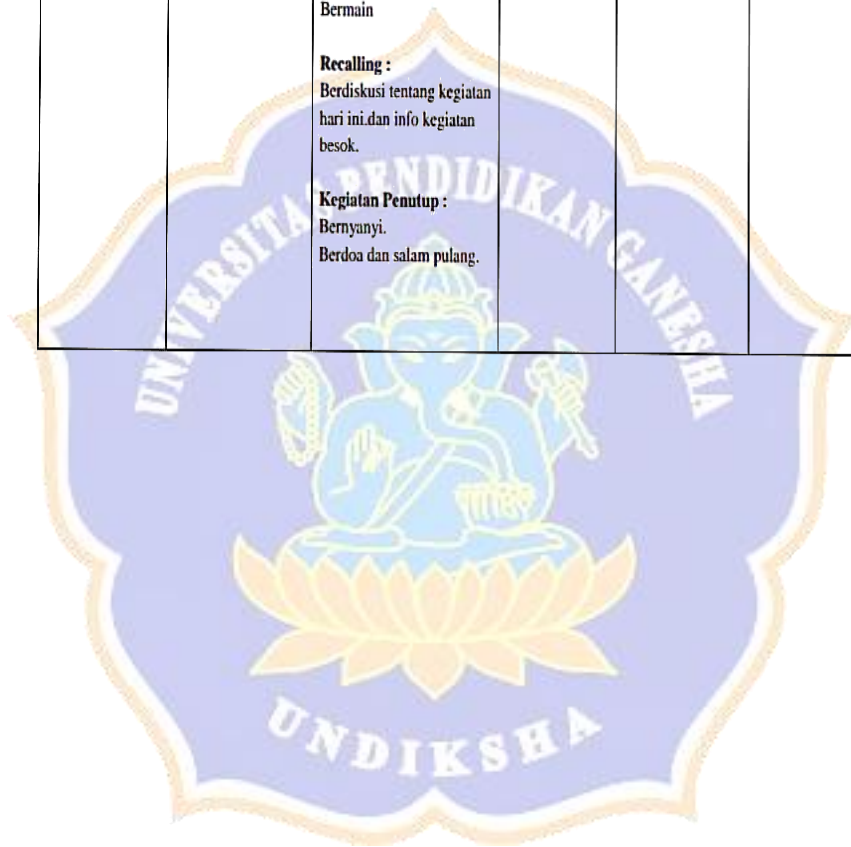 Bermain
Recalling :
Berdiskusi tentang kegiatan
hari ini.dan info kegiatan
besok.
Kegiatan Penutup :
Bernyanyi.
Berdoa dan salam pulang.
UNIVERSITAS PENDIDIKAN GANESHA
UNDIKSHA